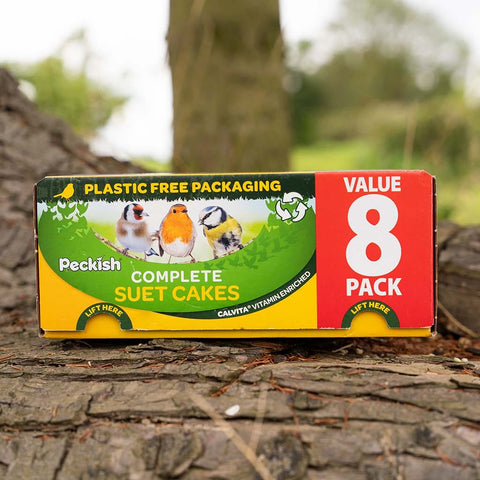 PLASTIC FREE PACKAGING
Peckish
COMPLETE
SUET CAKES
CALVITA® VITAMIN ENRICHED
LIFT HERE
VALUE
8
PACK
LIFT HERE